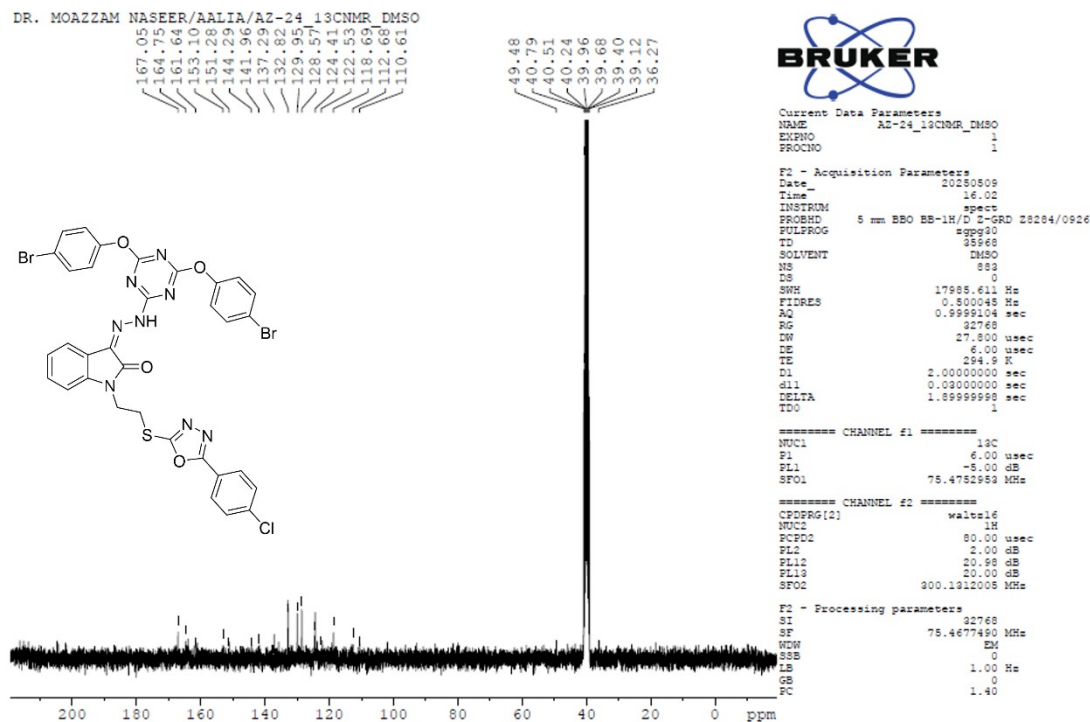 DR. MOAZZAM NASEER/AALIA/AZ-24_13CNMR_DMSO
167.05
164.75
161.64
153.10
151.28
144.29
141.96
137.29
132.82
129.95
128.57
124.41
122.53
118.69
112.68
110.61
49.48
40.79
40.51
40.24
39.96
39.68
39.40
39.12
36.27
BRUKER
Current Data Parameters
NAME AZ-24_13CNMR_DMSO
EXPNO 1
PROCNO 1
F2 - Acquisition Parameters
Date_ 20250509
Time 16.02
INSTRUM spect
PROBHD 5 mm BBO BB-1H/D Z-GRD Z8284/0926
PULPROG zgpg30
TD 35968
SOLVENT DMSO
NS 883
DS 0
SWH 17985.611 Hz
FIDRES 0.500045 Hz
AQ 0.9999104 sec
RG 32768
DW 27.800 usec
DE 6.00 usec
TE 294.9 K
D1 2.00000000 sec
d11 0.03000000 sec
DELTA 1.89999998 sec
TD0 1
======== CHANNEL f1 ========
NUC1 13C
P1 6.00 usec
PL1 -5.00 dB
SFO1 75.4752953 MHz
======== CHANNEL f2 ========
CPDPRG[2] waltz16
NUC2 1H
PCPD2 80.00 usec
PL2 2.00 dB
PL12 20.98 dB
PL13 20.00 dB
SFO2 300.1312005 MHz
F2 - Processing parameters
SI 32768
SF 75.4677490 MHz
WDW EM
SSB 0
LB 1.00 Hz
GB 0
PC 1.40
Br
O
N
N
N
O
Br
N
NH
O
N
S
N
N
O
Cl
200 180 160 140 120 100 80 60 40 20 0 ppm